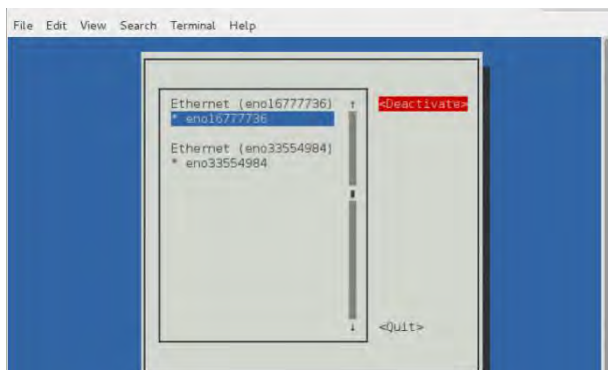 File Edit View Search Terminal Help
Ethernet (eno16777736) ↑ <Deactivate>
* eno16777736
Ethernet (eno33554984)
* eno33554984
↓ <Quit>